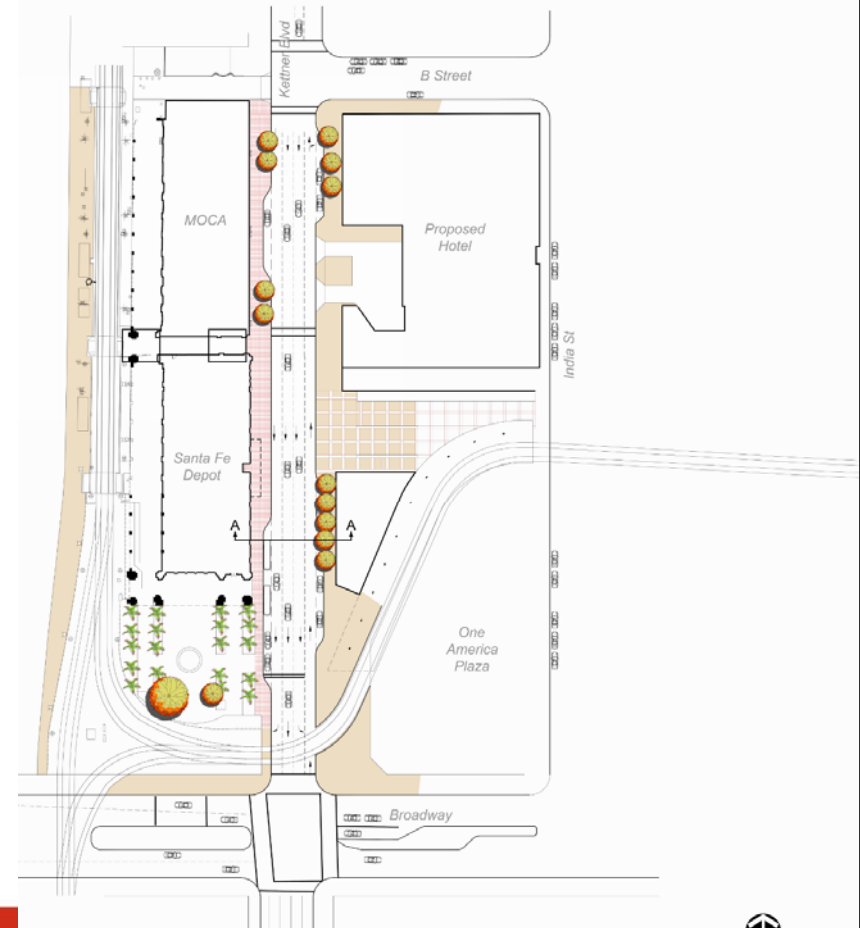 Kettner Blvd
B Street
MOCA
Proposed
Hotel
India St
Santa Fe
Depot
A
A
One
America
Plaza
Broadway